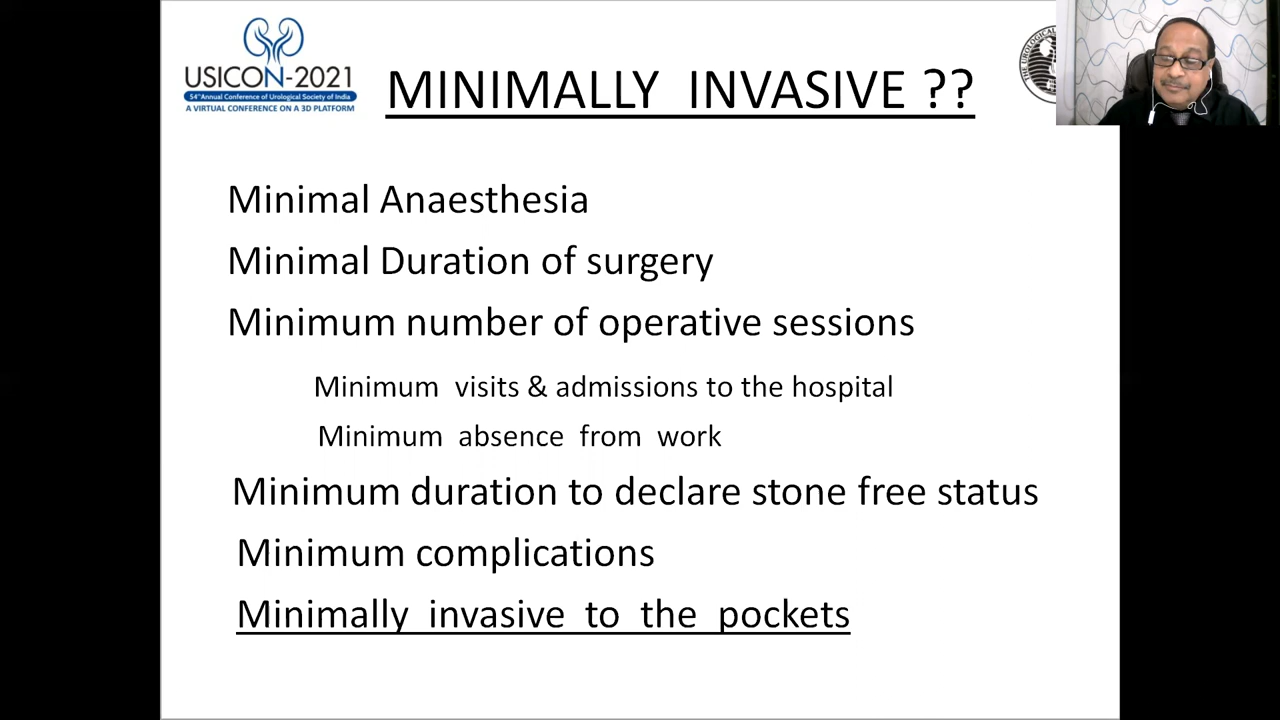 USICON-2021
54th Annual Conference of Urological Society of India
A VIRTUAL CONFERENCE ON A 3D PLATFORM
MINIMALLY INVASIVE ??
THE UROLOGICAL
Minimal Anaesthesia
Minimal Duration of surgery
Minimum number of operative sessions
Minimum visits & admissions to the hospital
Minimum absence from work
Minimum duration to declare stone free status
Minimum complications
Minimally invasive to the pockets